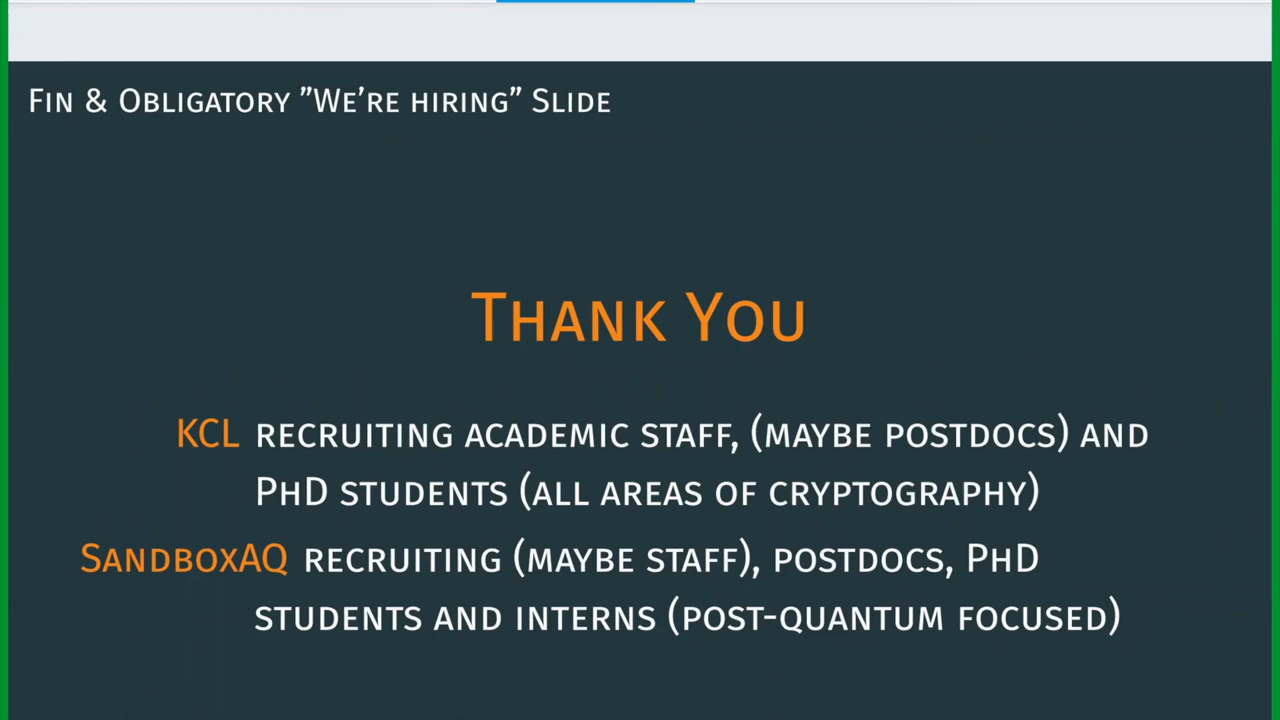 Fin & Obligatory ”We’re hiring” Slide
Thank You
KCL recruiting academic staff, (maybe postdocs) and
PhD students (all areas of cryptography)
SandboxAQ recruiting (maybe staff), postdocs, PhD
students and interns (post-quantum focused)